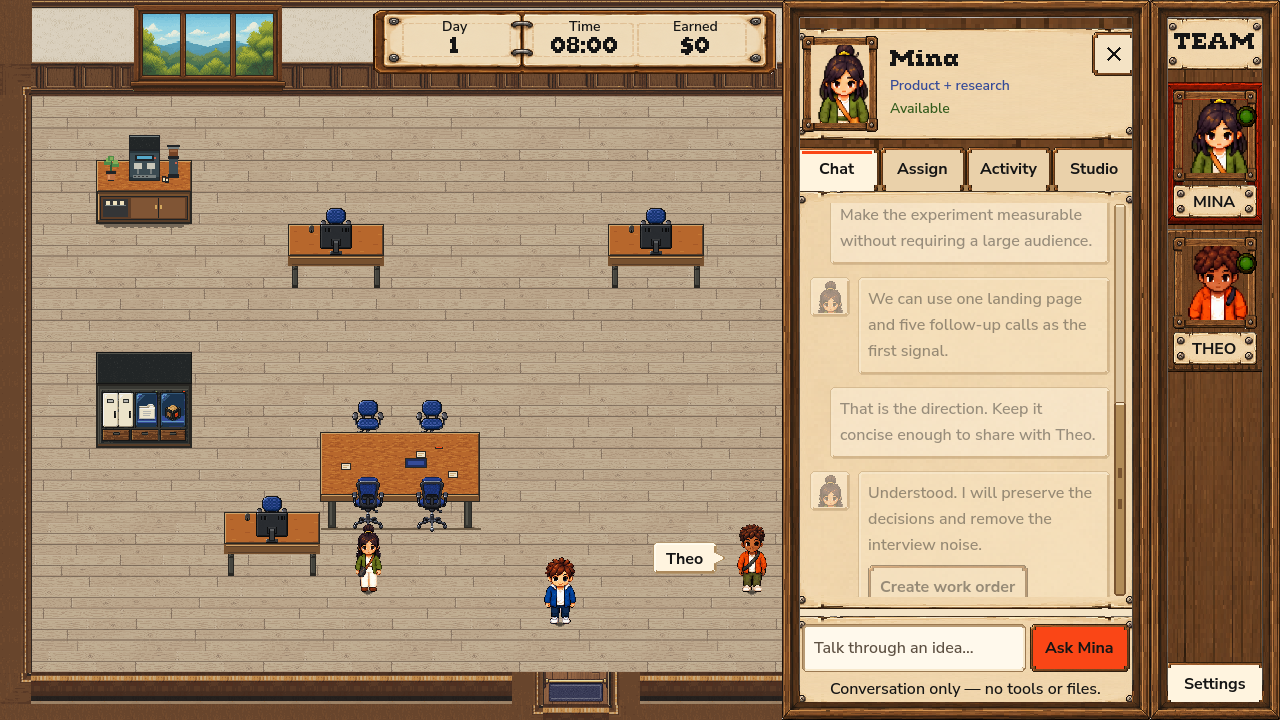 Day
1
Time
08:00
Earned
$0
Mina
Product + research
Available
Chat
Assign
Activity
Studio
Make the experiment measurable
without requiring a large audience.
We can use one landing page
and five follow-up calls as the
first signal.
That is the direction. Keep it
concise enough to share with Theo.
Understood. I will preserve the
decisions and remove the
interview noise.
Create work order
Talk through an idea...
Ask Mina
Conversation only — no tools or files.
TEAM
MINA
THEO
Settings
Theo